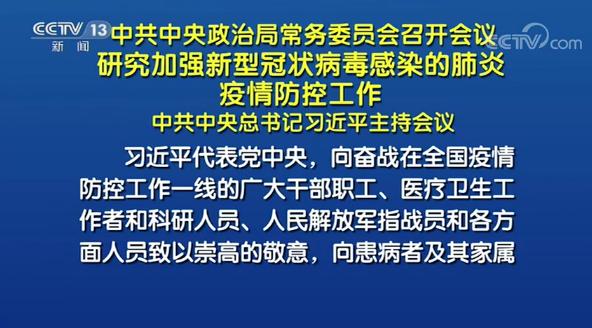 CCTV 13
新闻
CCTV.com
中共中央政治局常务委员会召开会议
研究加强新型冠状病毒感染的肺炎
疫情防控工作
中共中央总书记习近平主持会议
习近平代表党中央，向奋战在全国疫情
防控工作一线的广大干部职工、医疗卫生工
作者和科研人员、人民解放军指战员和各方
面人员致以崇高的敬意，向患病者及其家属